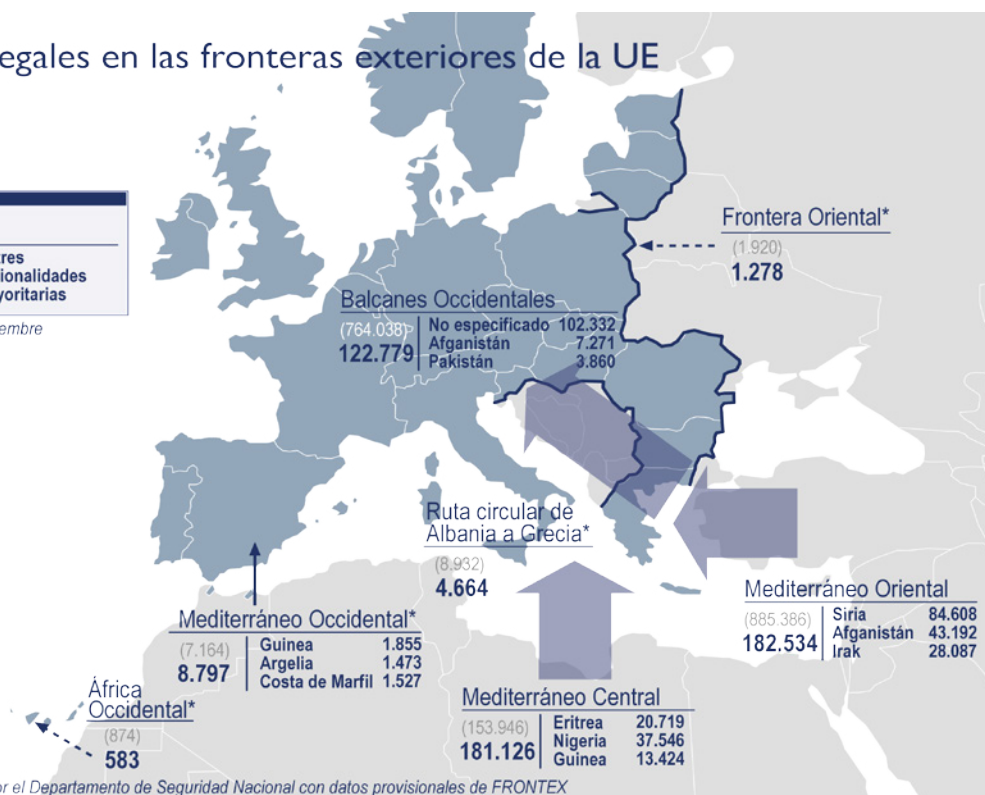 egales en las fronteras exteriores de la UE
res
ionalidades
yoritarias
embre
Frontera Oriental*
(1.920)
1.278
Balcanes Occidentales
(764.038)
122.779
No especificado 102.332
Afganistán 7.271
Pakistán 3.860
Ruta circular de
Albania a Grecia*
(8.932)
4.664
Mediterráneo Oriental
(885.386)
182.534
Siria 84.608
Afganistán 43.192
Irak 28.087
Mediterráneo Occidental*
(7.164)
8.797
Guinea 1.855
Argelia 1.473
Costa de Marfil 1.527
África
Occidental*
(874)
583
Mediterráneo Central
(153.946)
181.126
Eritrea 20.719
Nigeria 37.546
Guinea 13.424
or el Departamento de Seguridad Nacional con datos provisionales de FRONTEX